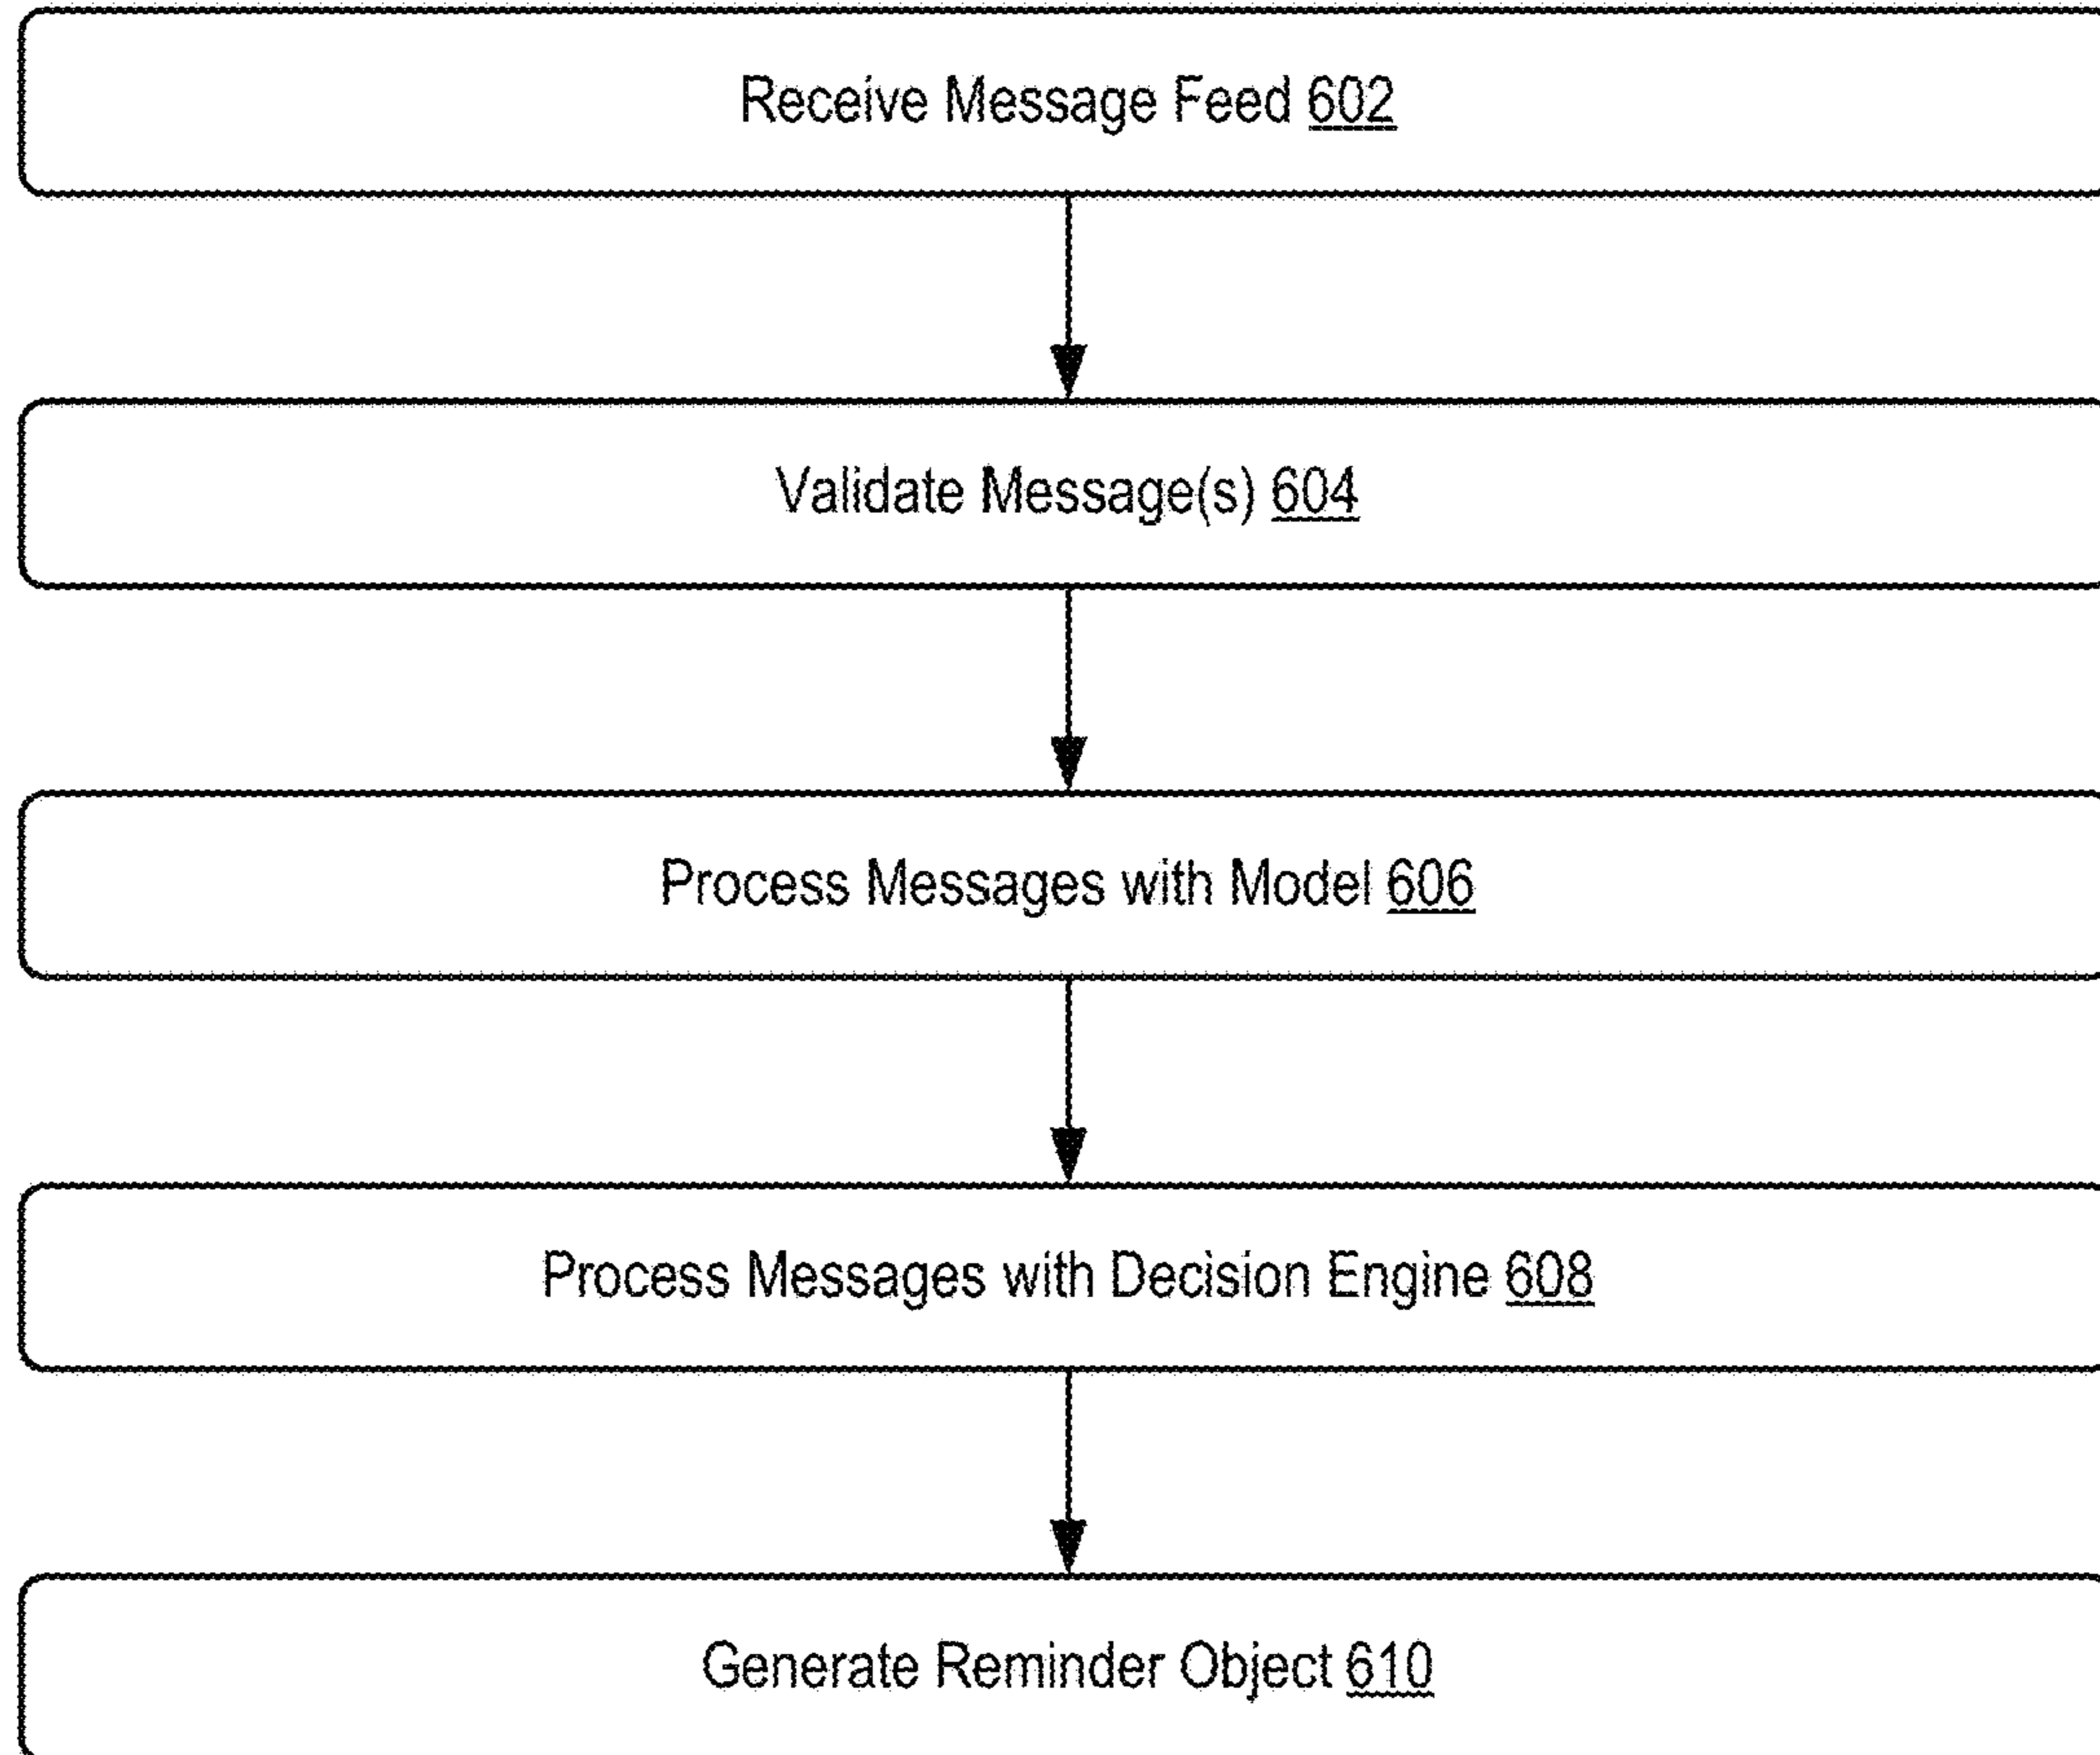 Receive Message Feed 602
Validate Message(s) 604
Process Messages with Model 606
Process Messages with Decision Engine 608
Generate Reminder Object 610